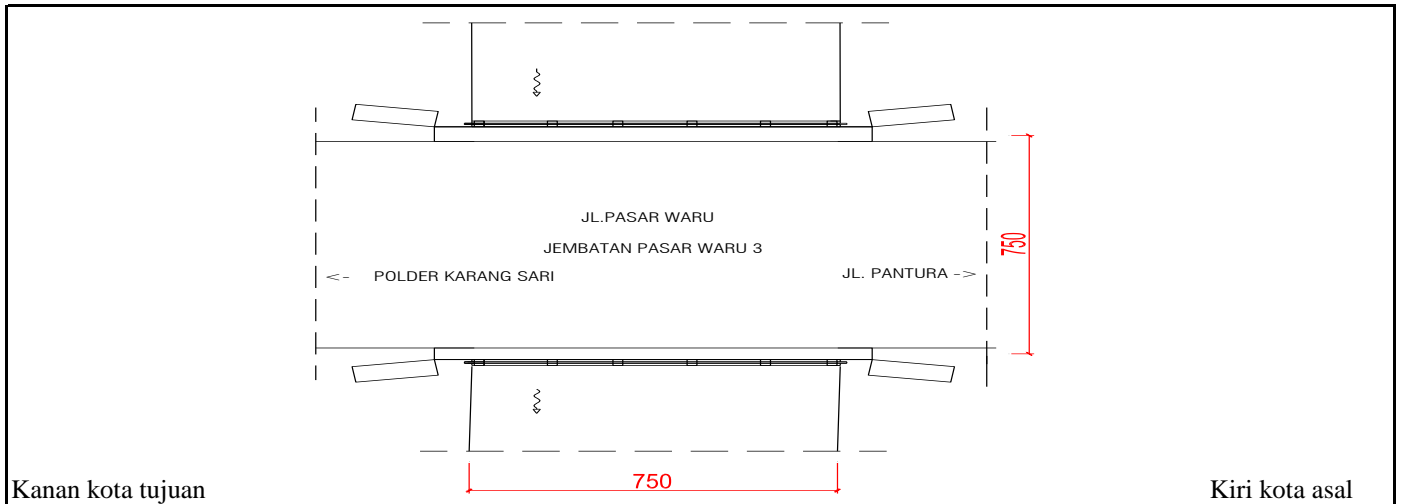 JL.PASAR WARU
JEMBATAN PASAR WARU 3
<- POLDER KARANG SARI
JL. PANTURA ->
750
750
Kanan kota tujuan
Kiri kota asal